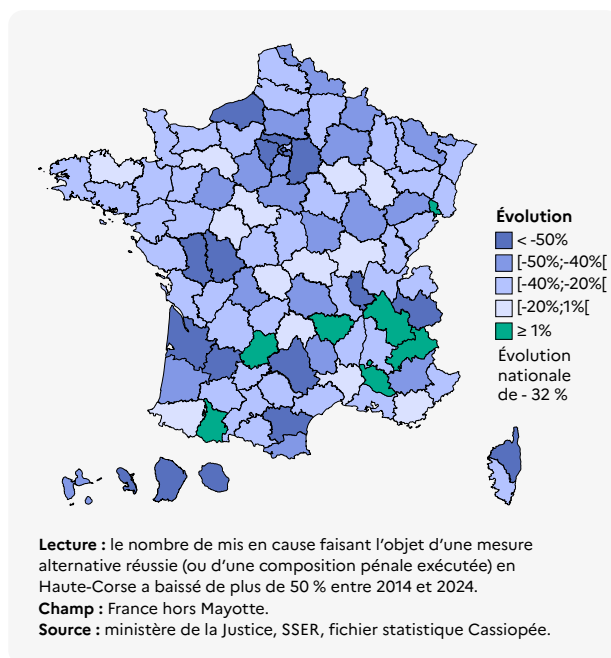 Évolution
< -50%
[-50%;-40%[
[-40%;-20%[
[-20%;1%[
≥ 1%
Évolution
nationale
de - 32 %
Lecture : le nombre de mis en cause faisant l’objet d’une mesure
alternative réussie (ou d’une composition pénale exécutée) en
Haute-Corse a baissé de plus de 50 % entre 2014 et 2024.
Champ : France hors Mayotte.
Source : ministère de la Justice, SSER, fichier statistique Cassiopée.